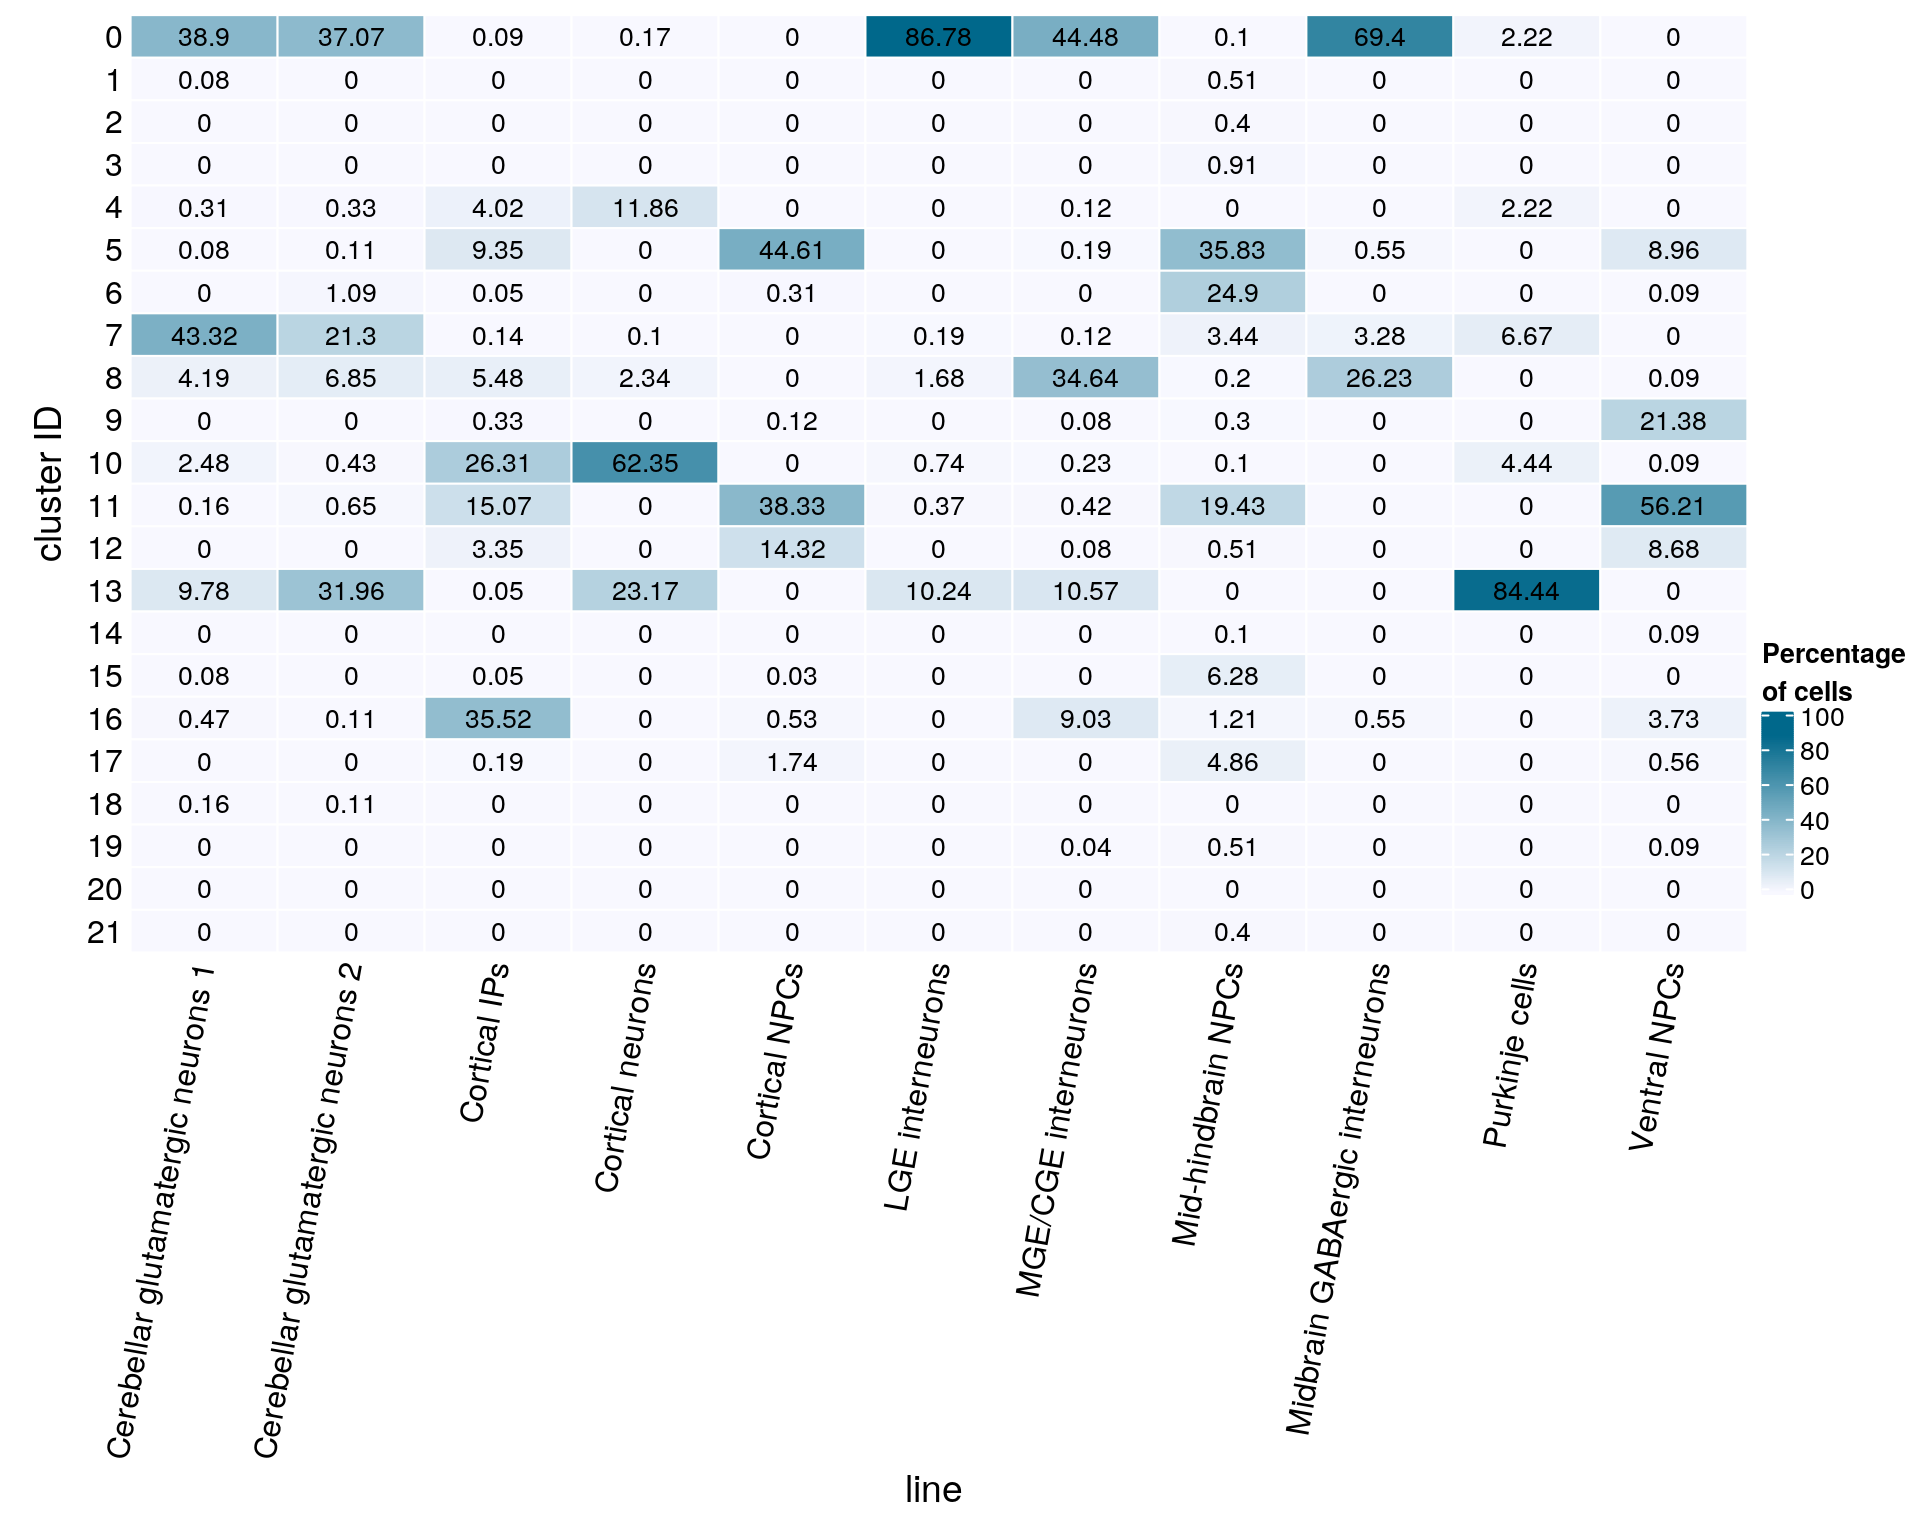 0 38.9 37.07 0.09 0.17 0 86.78 44.48 0.1 69.4 2.22 0
1 0.08 0 0 0 0 0 0 0.51 0 0 0
2 0 0 0 0 0 0 0 0.4 0 0 0
3 0 0 0 0 0 0 0 0.91 0 0 0
4 0.31 0.33 4.02 11.86 0 0 0.12 0 0 2.22 0
5 0.08 0.11 9.35 0 44.61 0 0.19 35.83 0.55 0 8.96
6 0 1.09 0.05 0 0.31 0 0 24.9 0 0 0.09
7 43.32 21.3 0.14 0.1 0 0.19 0.12 3.44 3.28 6.67 0
8 4.19 6.85 5.48 2.34 0 1.68 34.64 0.2 26.23 0 0.09
9 0 0 0.33 0 0.12 0 0.08 0.3 0 0 21.38
10 2.48 0.43 26.31 62.35 0 0.74 0.23 0.1 0 4.44 0.09
11 0.16 0.65 15.07 0 38.33 0.37 0.42 19.43 0 0 56.21
12 0 0 3.35 0 14.32 0 0.08 0.51 0 0 8.68
13 9.78 31.96 0.05 23.17 0 10.24 10.57 0 0 84.44 0
14 0 0 0 0 0 0 0 0.1 0 0 0.09
15 0.08 0 0.05 0 0.03 0 0 6.28 0 0 0
16 0.47 0.11 35.52 0 0.53 0 9.03 1.21 0.55 0 3.73
17 0 0 0.19 0 1.74 0 0 4.86 0 0 0.56
18 0.16 0.11 0 0 0 0 0 0 0 0 0
19 0 0 0 0 0 0 0.04 0.51 0 0 0.09
20 0 0 0 0 0 0 0 0 0 0 0
21 0 0 0 0 0 0 0 0.4 0 0 0
cluster ID
Cerebellar glutamatergic neurons 1
Cerebellar glutamatergic neurons 2
Cortical IPs
Cortical neurons
Cortical NPCs
LGE interneurons
MGE/CGE interneurons
Mid-hindbrain NPCs
Midbrain GABAergic interneurons
Purkinje cells
Ventral NPCs
line
Percentage
of cells
100
80
60
40
20
0